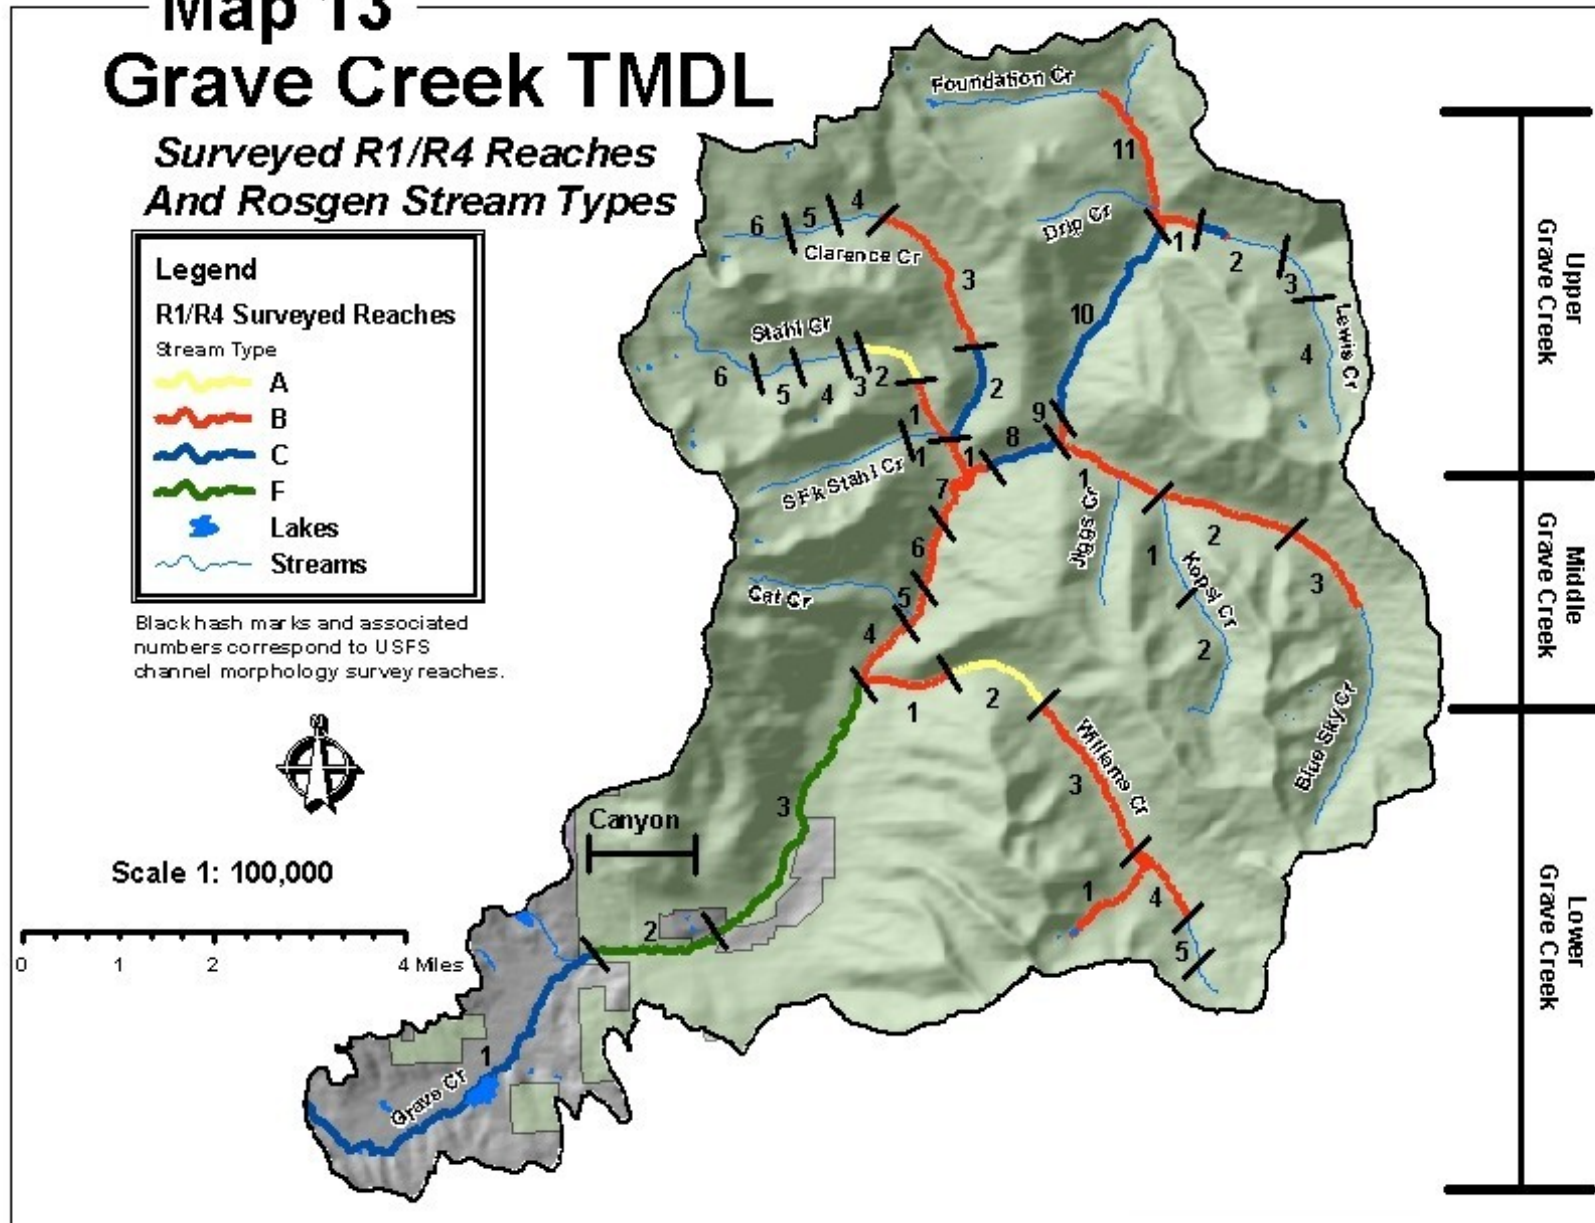 Map 13
Grave Creek TMDL
Surveyed R1/R4 Reaches
And Rosgen Stream Types
Legend
R1/R4 Surveyed Reaches
Stream Type
A
B
C
F
Lakes
Streams
Black hash marks and associated
numbers correspond to USFS
channel morphology survey reaches.
Scale 1: 100,000
0 1 2 4 Miles
Foundation Cr
11
Drip Cr
1
2
3
4
Lewis Cr
10
9
8
6
5
4
Clarence Cr
3
2
1
Stahl Cr
6
5
4
3
2
1
1
S Fk Stahl Cr
7
6
5
4
Cat Cr
1
Jiggs Cr
2
3
Blue Sky Cr
1
2
Kopsi Cr
1
2
3
Williams Cr
1
4
5
3
Canyon
2
1
Grave Cr
Upper
Grave Creek
Middle
Grave Creek
Lower
Grave Creek